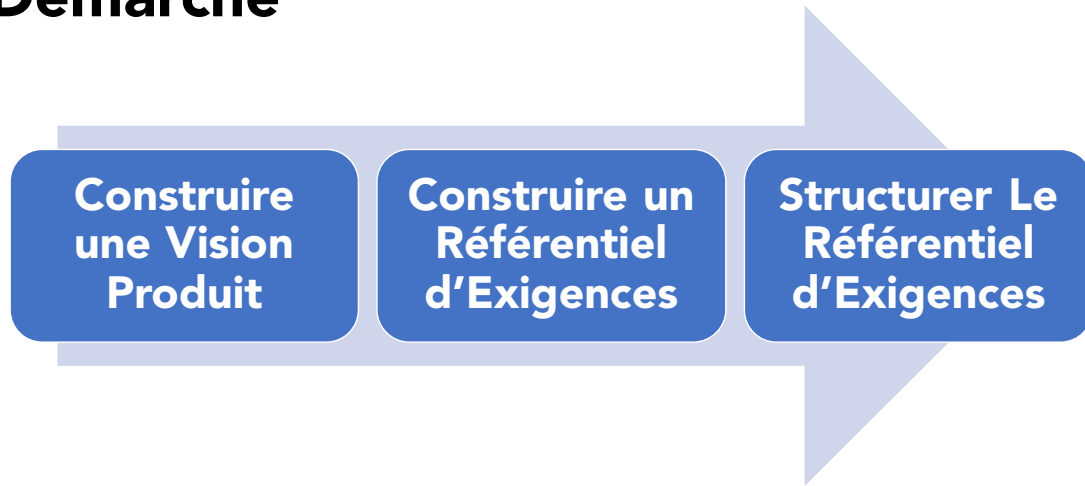 Démarche
Construire
une Vision
Produit
Construire un
Référentiel
d’Exigences
Structurer Le
Référentiel
d’Exigences